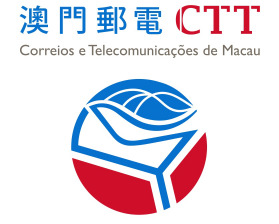 澳門郵電 CTT
Correios e Telecomunicações de Macau